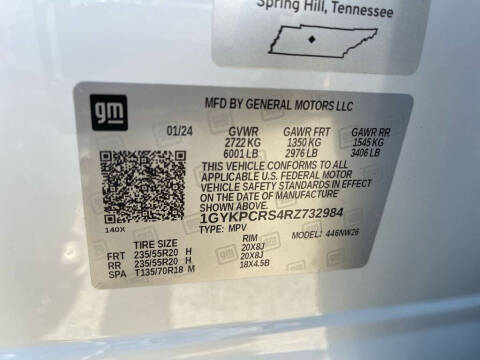 Spring Hill, Tennessee
gm
MFD BY GENERAL MOTORS LLC
01/24 GVWR GAWR FRT GAWR RR
2722 KG 1350 KG 1545 KG
6001 LB 2976 LB 3406 LB
THIS VEHICLE CONFORMS TO ALL
APPLICABLE U.S. FEDERAL MOTOR
VEHICLE SAFETY STANDARDS IN EFFECT
ON THE DATE OF MANUFACTURE
SHOWN ABOVE.
1GYKPCRS4RZ732984
140X TYPE: MPV MODEL: 446NW26
TIRE SIZE RIM
FRT 235/55R20 H 20X8J
RR 235/55R20 H 20X8J
SPA T135/70R18 M 18X4.5B